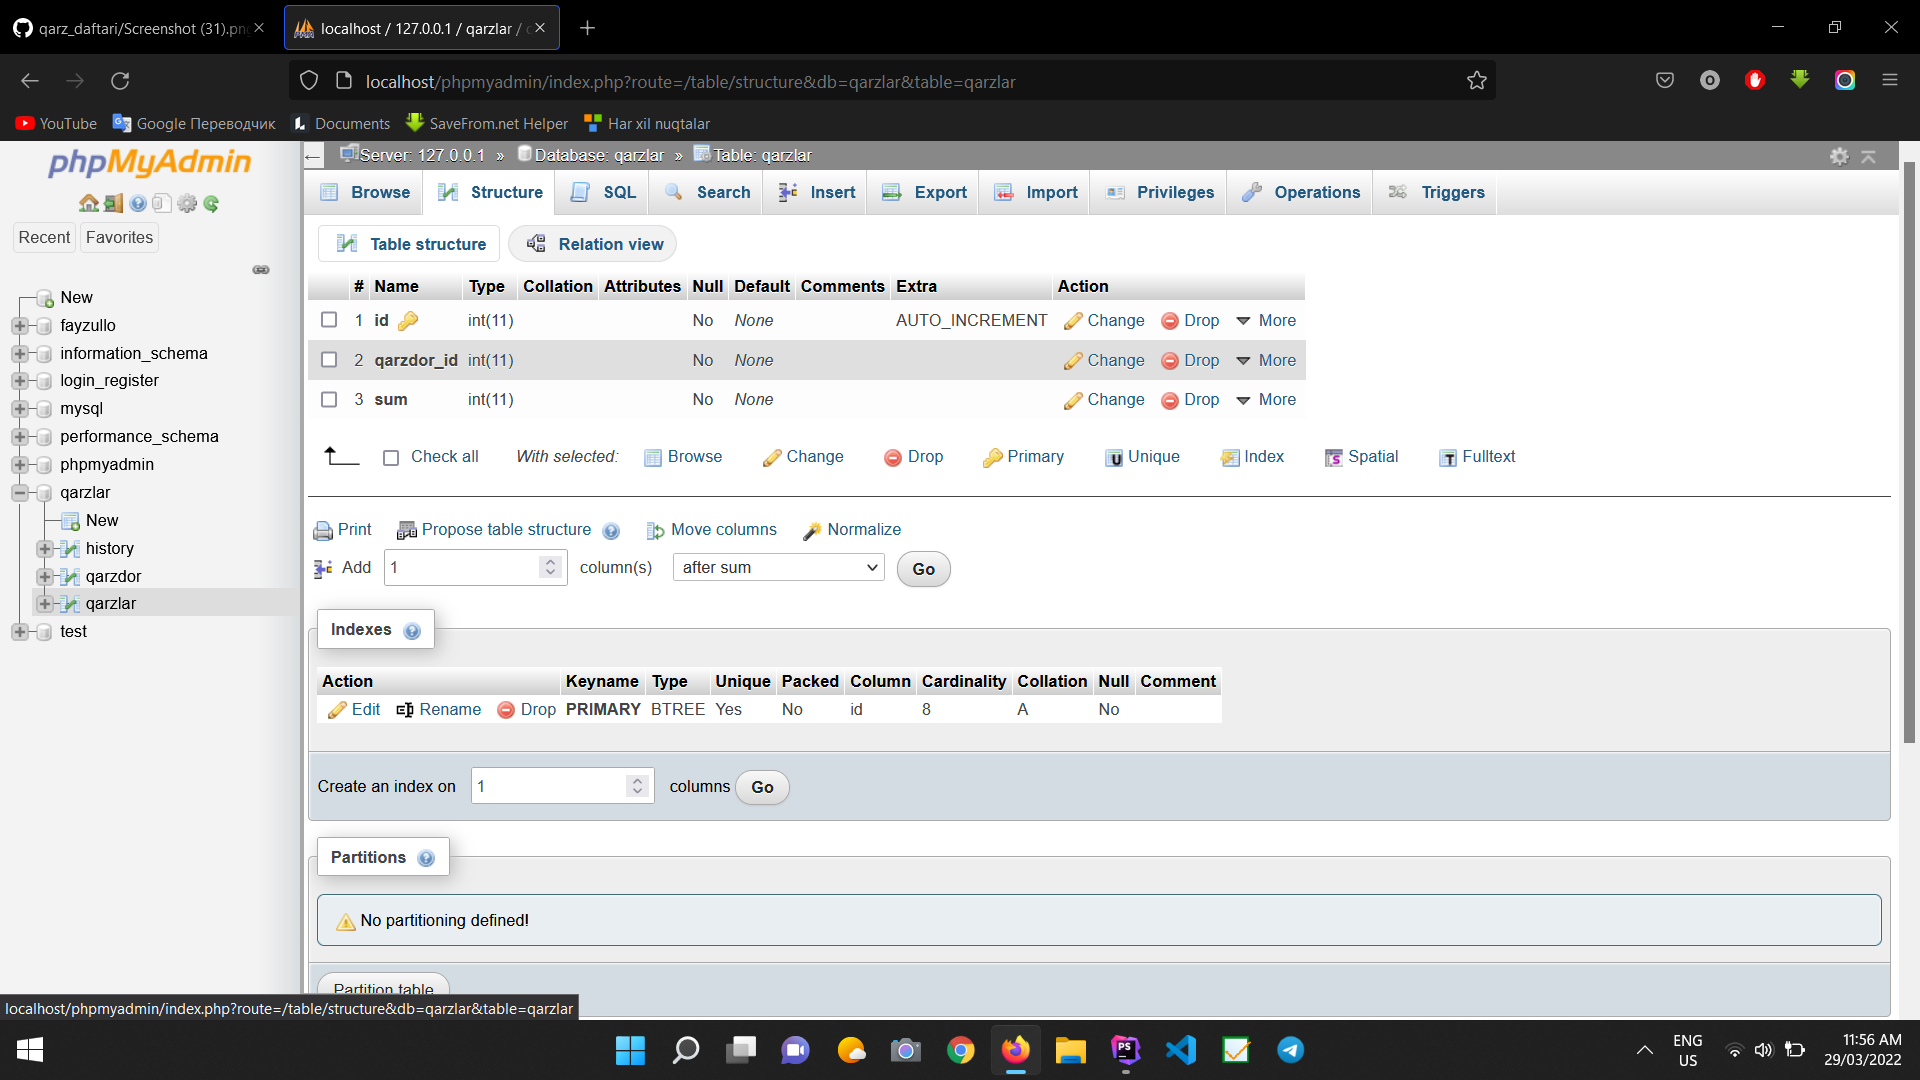 qarz_daftari/Screenshot (31).pn
localhost / 127.0.0.1 / qarzlar /
localhost/phpmyadmin/index.php?route=/table/structure&db=qarzlar&table=qarzlar
YouTube Google Переводчик Documents SaveFrom.net Helper Har xil nuqtalar
phpMyAdmin
Recent Favorites
New
fayzullo
information_schema
login_register
mysql
performance_schema
phpmyadmin
qarzlar
New
history
qarzdor
qarzlar
test
Server: 127.0.0.1 » Database: qarzlar » Table: qarzlar
Browse Structure SQL Search Insert Export Import Privileges Operations Triggers
Table structure Relation view
# Name Type Collation Attributes Null Default Comments Extra Action
1 id int(11) No None AUTO_INCREMENT Change Drop More
2 qarzdor_id int(11) No None Change Drop More
3 sum int(11) No None Change Drop More
Check all With selected: Browse Change Drop Primary Unique Index Spatial Fulltext
Print Propose table structure Move columns Normalize
Add 1 column(s) after sum Go
Indexes
Action Keyname Type Unique Packed Column Cardinality Collation Null Comment
Edit Rename Drop PRIMARY BTREE Yes No id 8 A No
Create an index on 1 columns Go
Partitions
No partitioning defined!
Partition table
localhost/phpmyadmin/index.php?route=/table/structure&db=qarzlar&table=qarzlar
ENG
US
11:56 AM
29/03/2022